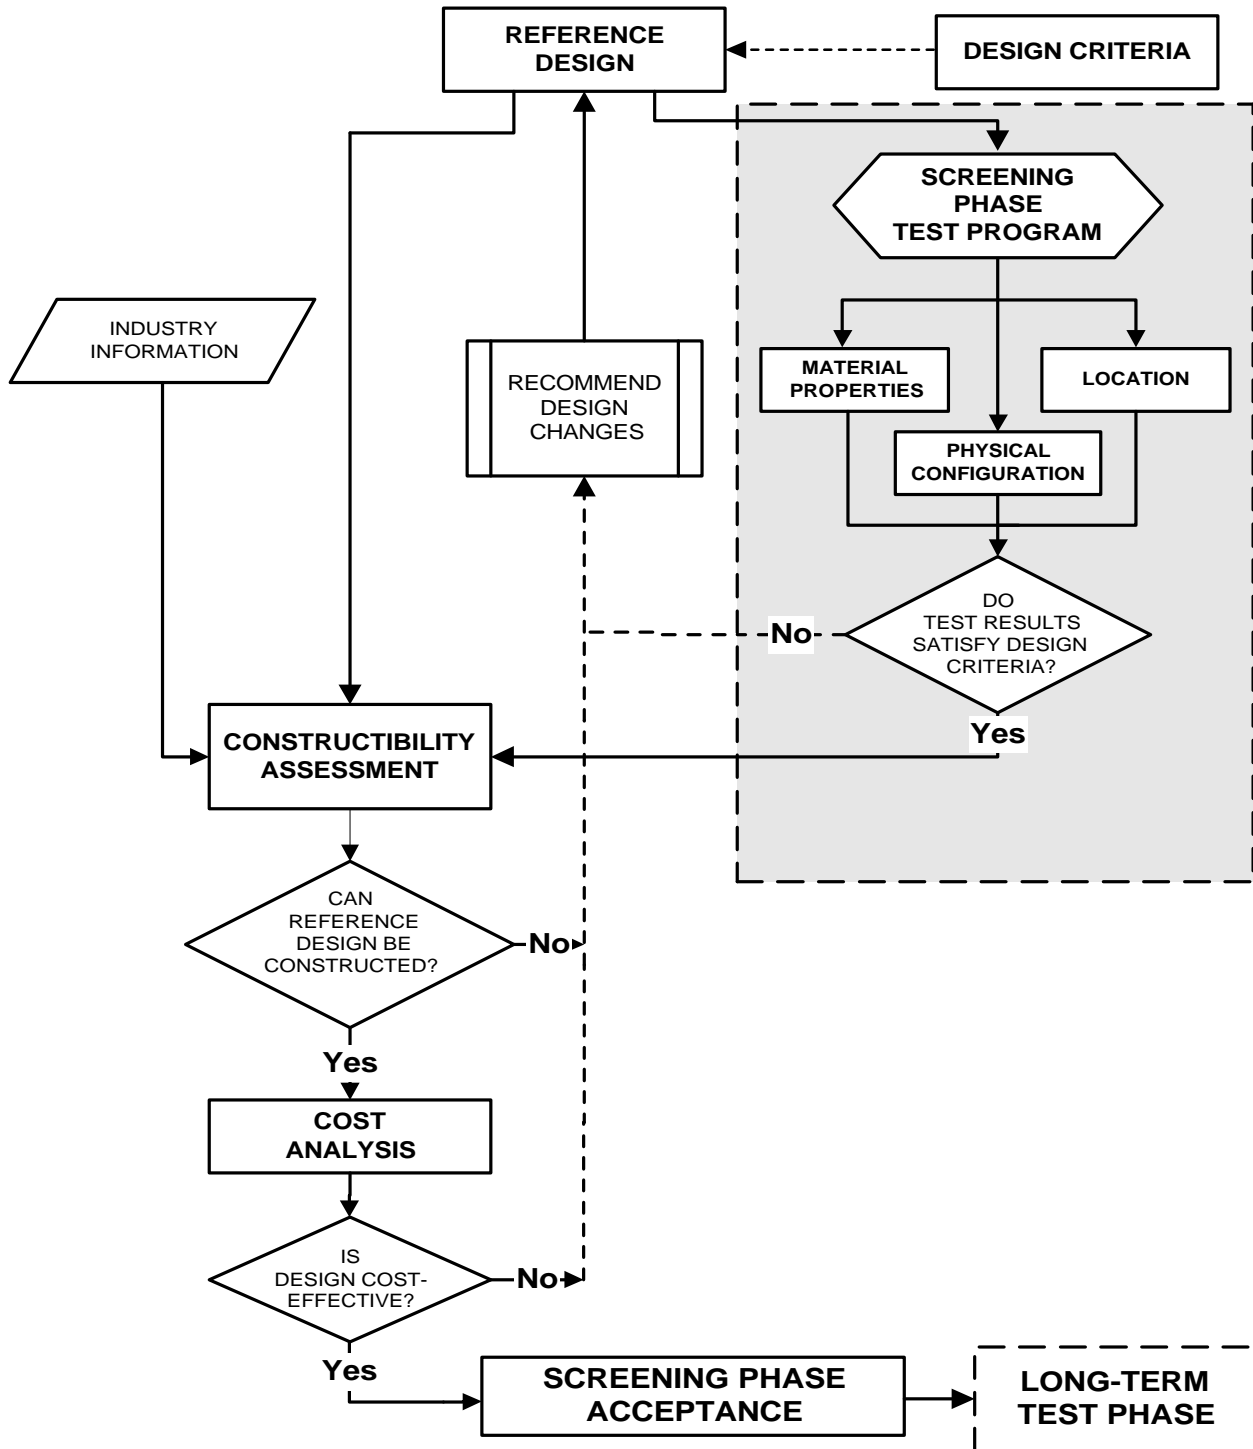 REFERENCE
DESIGN
DESIGN CRITERIA
SCREENING
PHASE
TEST PROGRAM
INDUSTRY
INFORMATION
RECOMMEND
DESIGN
CHANGES
MATERIAL
PROPERTIES
LOCATION
PHYSICAL
CONFIGURATION
DO
TEST RESULTS
SATISFY DESIGN
CRITERIA?
No
Yes
CONSTRUCTIBILITY
ASSESSMENT
CAN
REFERENCE
DESIGN BE
CONSTRUCTED?
No
Yes
COST
ANALYSIS
IS
DESIGN COST-
EFFECTIVE?
No
Yes
SCREENING PHASE
ACCEPTANCE
LONG-TERM
TEST PHASE